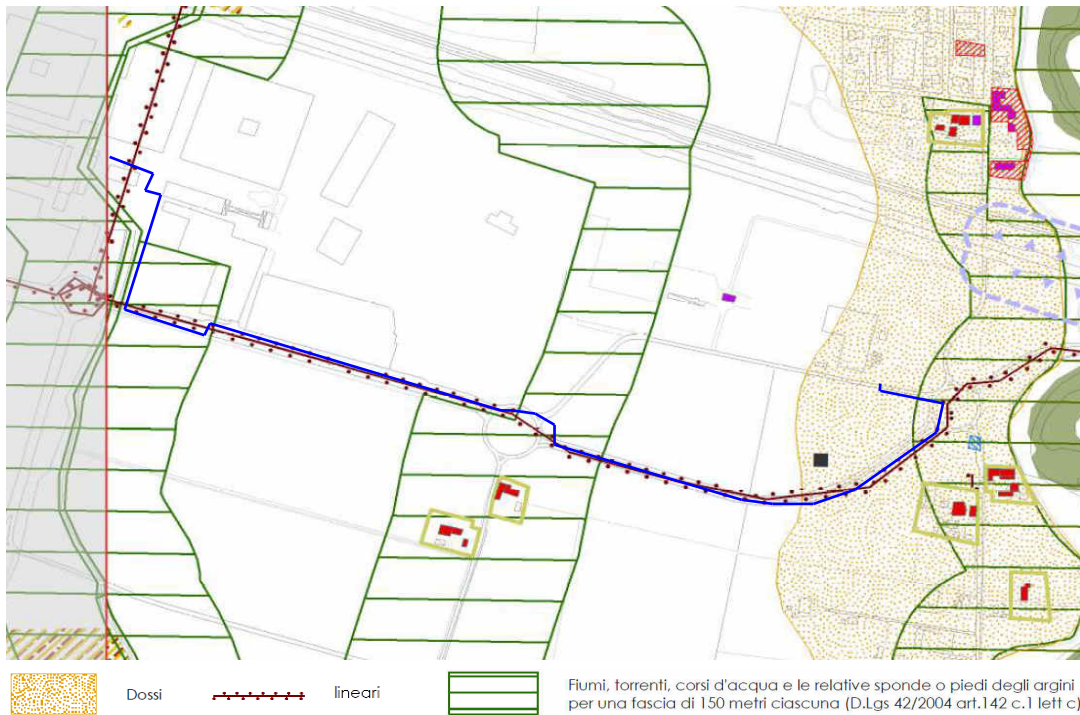 Dossi
lineari
Fiumi, torrenti, corsi d'acqua e le relative sponde o piedi degli argini
per una fascia di 150 metri ciascuna (D.Lgs 42/2004 art.142 c.1 lett c)